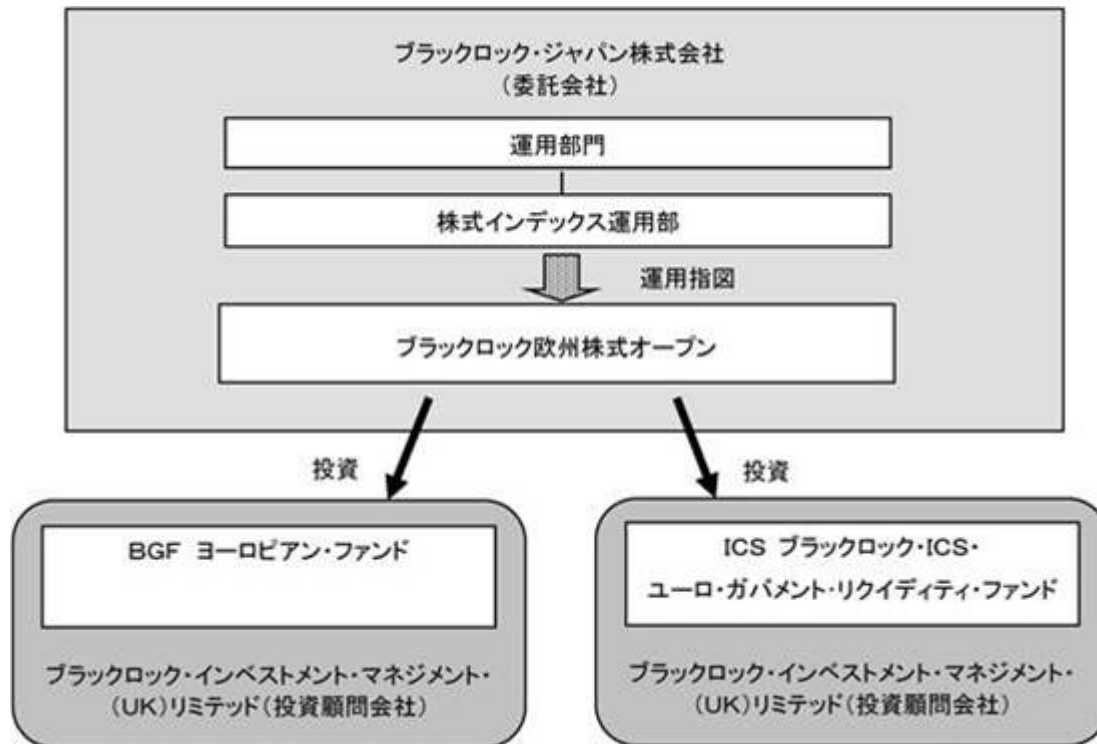 ブラックロック・ジャパン株式会社
(委託会社)
運用部門
株式インデックス運用部
運用指図
ブラックロック欧州株式オープン
投資
投資
BGF ヨーロピアン・ファンド
ブラックロック・インベストメント・マネジメント・
(UK)リミテッド(投資顧問会社)
ICS ブラックロック・ICS・
ユーロ・ガバメント・リクイディティ・ファンド
ブラックロック・インベストメント・マネジメント・
(UK)リミテッド(投資顧問会社)